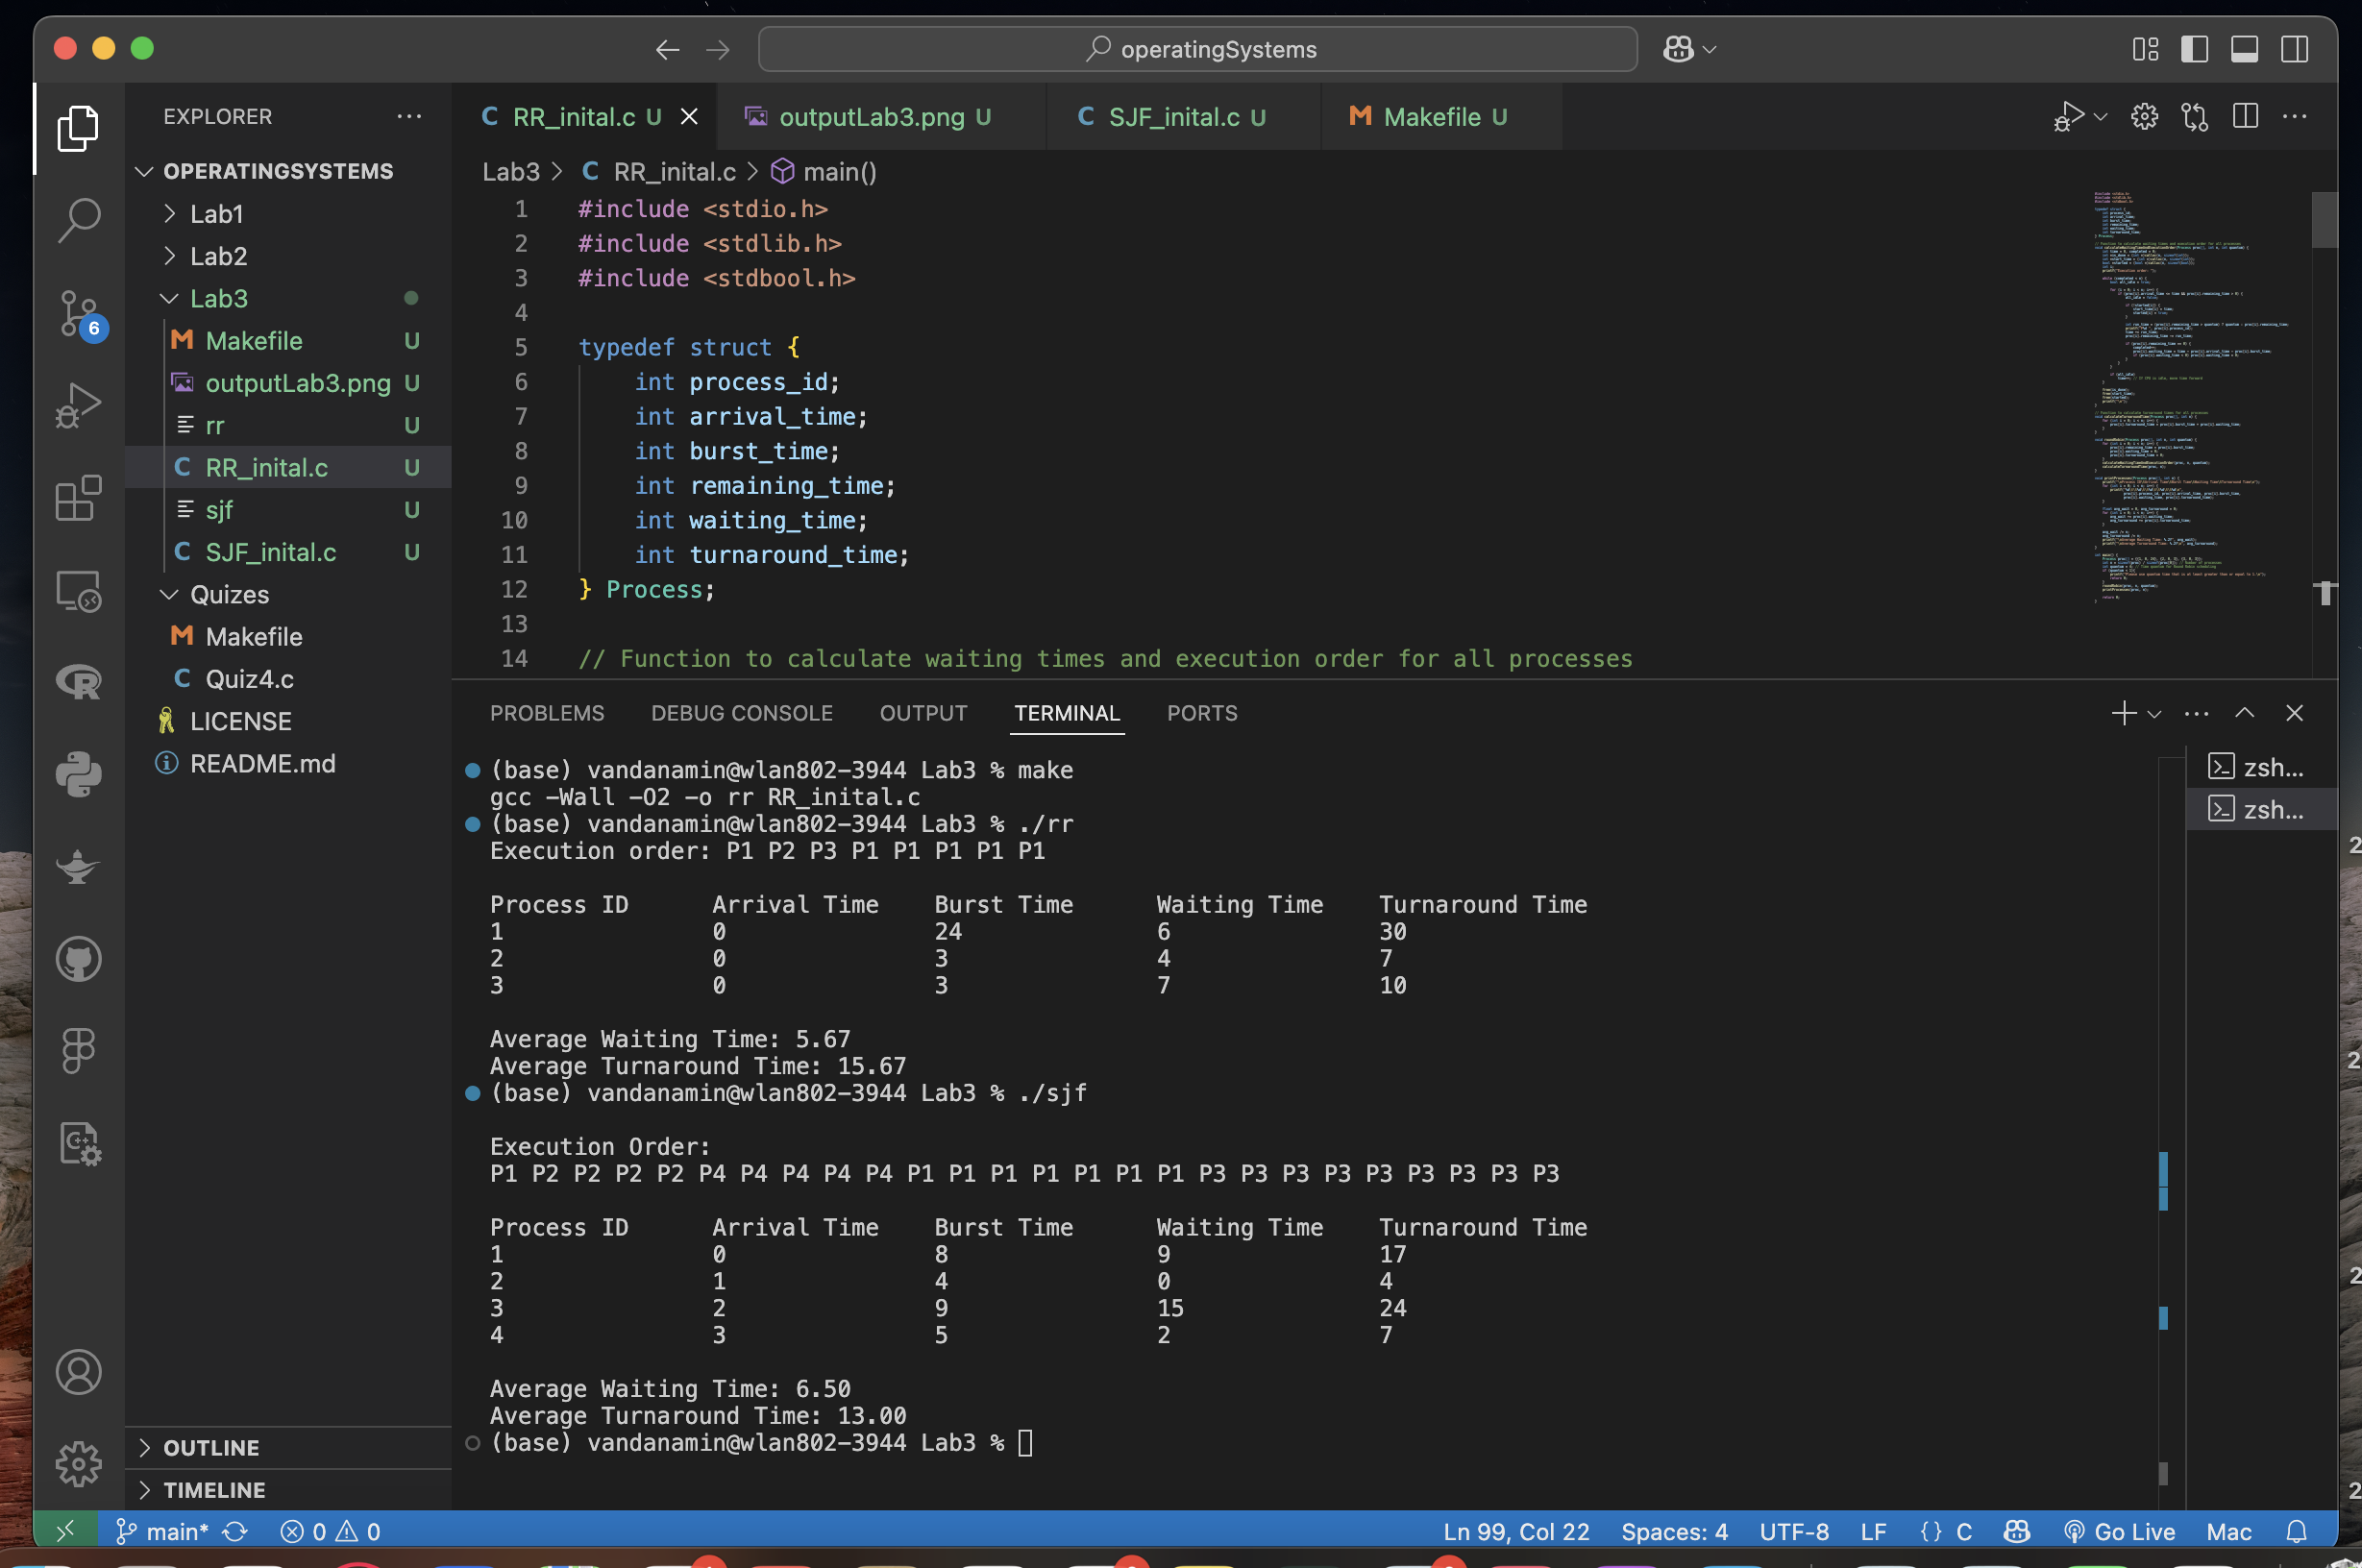 operatingSystems
EXPLORER
RR_inital.c U
outputLab3.png U
SJF_inital.c U
Makefile U
OPERATINGSYSTEMS
Lab1
Lab2
Lab3
Makefile U
outputLab3.png U
rr U
RR_inital.c U
sjf U
SJF_inital.c U
Quizes
Makefile
Quiz4.c
LICENSE
README.md
OUTLINE
TIMELINE
6
Lab3 > C RR_inital.c > main()
1 #include <stdio.h>
2 #include <stdlib.h>
3 #include <stdbool.h>
4
5 typedef struct {
6 int process_id;
7 int arrival_time;
8 int burst_time;
9 int remaining_time;
10 int waiting_time;
11 int turnaround_time;
12 } Process;
13
14 // Function to calculate waiting times and execution order for all processes
PROBLEMS DEBUG CONSOLE OUTPUT TERMINAL PORTS
zsh...
zsh...
(base) vandanamin@wlan802-3944 Lab3 % make
gcc -Wall -O2 -o rr RR_inital.c
(base) vandanamin@wlan802-3944 Lab3 % ./rr
Execution order: P1 P2 P3 P1 P1 P1 P1 P1
Process ID Arrival Time Burst Time Waiting Time Turnaround Time
1 0 24 6 30
2 0 3 4 7
3 0 3 7 10
Average Waiting Time: 5.67
Average Turnaround Time: 15.67
(base) vandanamin@wlan802-3944 Lab3 % ./sjf
Execution Order:
P1 P2 P2 P2 P2 P4 P4 P4 P4 P4 P1 P1 P1 P1 P1 P1 P1 P3 P3 P3 P3 P3 P3 P3 P3 P3
Process ID Arrival Time Burst Time Waiting Time Turnaround Time
1 0 8 9 17
2 1 4 0 4
3 2 9 15 24
4 3 5 2 7
Average Waiting Time: 6.50
Average Turnaround Time: 13.00
(base) vandanamin@wlan802-3944 Lab3 %
main* 0 0 Ln 99, Col 22 Spaces: 4 UTF-8 LF {} C Go Live Mac